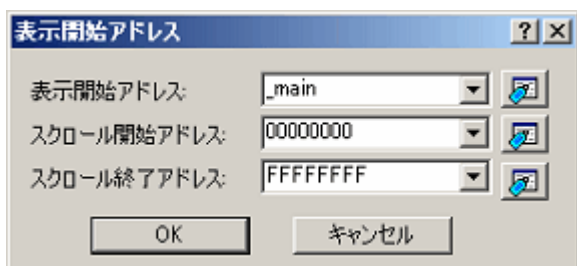 表示開始アドレス
表示開始アドレス: _main
スクロール開始アドレス: 00000000
スクロール終了アドレス: FFFFFFFF
OK キャンセル